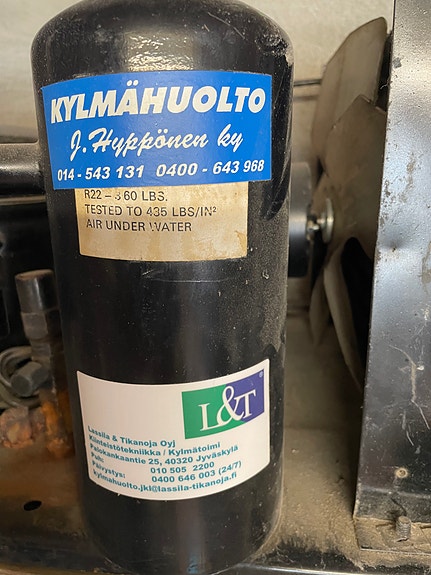 KYLMÄHUOLTO
J. Hyppönen ky
014 - 543 131 0400 - 643 968
R22 - 3.60 LBS.
TESTED TO 435 LBS/IN²
AIR UNDER WATER
L&T®
Lassila & Tikanoja Oyj
Kiinteistötekniikka / Kylmätoimi
Palokankaantie 25, 40320 Jyväskylä
Puh: 010 505 2200
Päivystys: 0400 646 003 (24/7)
kylmahuolto.jkl@lassila-tikanoja.fi